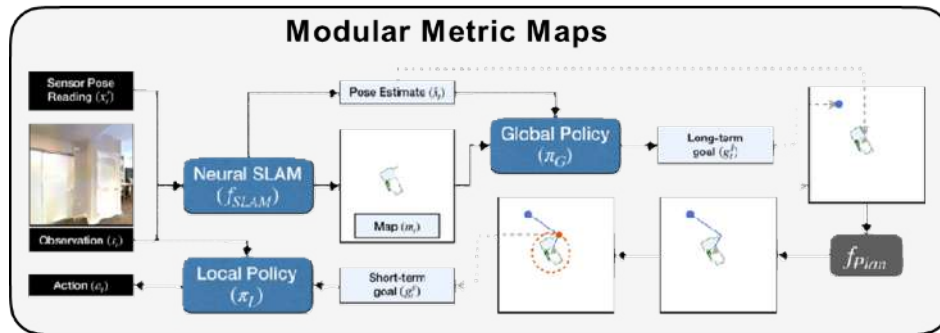 Modular Metric Maps
Sensor Pose
Reading (x'ₜ)
Pose Estimate (x̂ₜ)
Global Policy
(π_G)
Long-term
goal (gₜˡ)
Neural SLAM
(f_SLAM)
Map (mₜ)
Observation (sₜ)
Local Policy
(π_L)
Short-term
goal (gₜˢ)
f_Plan
Action (aₜ)